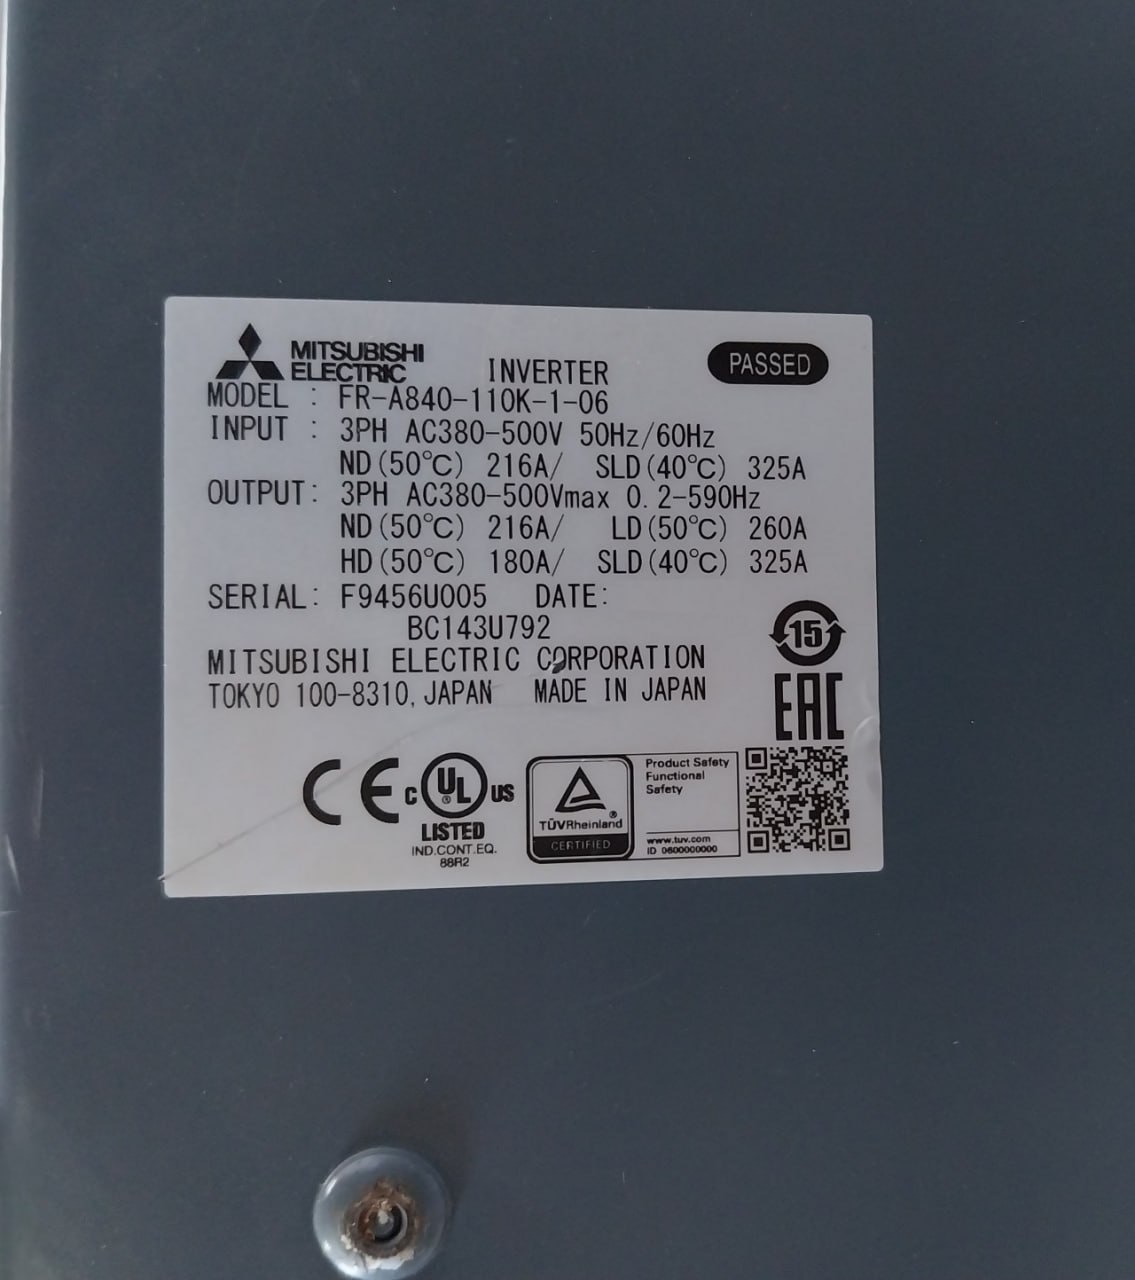 MITSUBISHI
ELECTRIC INVERTER PASSED
MODEL : FR-A840-110K-1-06
INPUT : 3PH AC380-500V 50Hz/60Hz
ND(50℃) 216A/ SLD(40℃) 325A
OUTPUT: 3PH AC380-500Vmax 0.2-590Hz
ND(50℃) 216A/ LD(50℃) 260A
HD(50℃) 180A/ SLD(40℃) 325A
SERIAL: F9456U005 DATE:
BC143U792
MITSUBISHI ELECTRIC CORPORATION
TOKYO 100-8310, JAPAN MADE IN JAPAN
15
EAC
CE c UL ® US
LISTED
IND.CONT.EQ.
88R2
TÜVRheinland ®
CERTIFIED
Product Safety
Functional
Safety
www.tuv.com
ID 0600000000